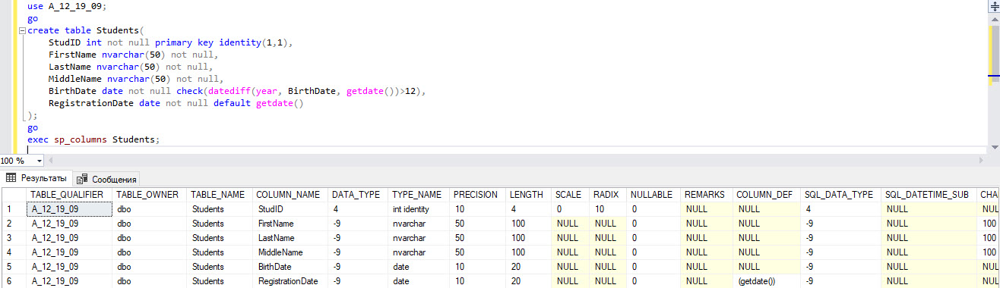 use A_12_19_09;
go
create table Students(
StudID int not null primary key identity(1,1),
FirstName nvarchar(50) not null,
LastName nvarchar(50) not null,
MiddleName nvarchar(50) not null,
BirthDate date not null check(datediff(year, BirthDate, getdate())>12),
RegistrationDate date not null default getdate()
);
go
exec sp_columns Students;
100 %
Результаты Сообщения
TABLE_QUALIFIER TABLE_OWNER TABLE_NAME COLUMN_NAME DATA_TYPE TYPE_NAME PRECISION LENGTH SCALE RADIX NULLABLE REMARKS COLUMN_DEF SQL_DATA_TYPE SQL_DATETIME_SUB CHA
1 A_12_19_09 dbo Students StudID 4 int identity 10 4 0 10 0 NULL NULL 4 NULL NUL
2 A_12_19_09 dbo Students FirstName -9 nvarchar 50 100 NULL NULL 0 NULL NULL -9 NULL 100
3 A_12_19_09 dbo Students LastName -9 nvarchar 50 100 NULL NULL 0 NULL NULL -9 NULL 100
4 A_12_19_09 dbo Students MiddleName -9 nvarchar 50 100 NULL NULL 0 NULL NULL -9 NULL 100
5 A_12_19_09 dbo Students BirthDate -9 date 10 20 NULL NULL 0 NULL NULL -9 NULL NUL
6 A_12_19_09 dbo Students RegistrationDate -9 date 10 20 NULL NULL 0 NULL (getdate()) -9 NULL NUL